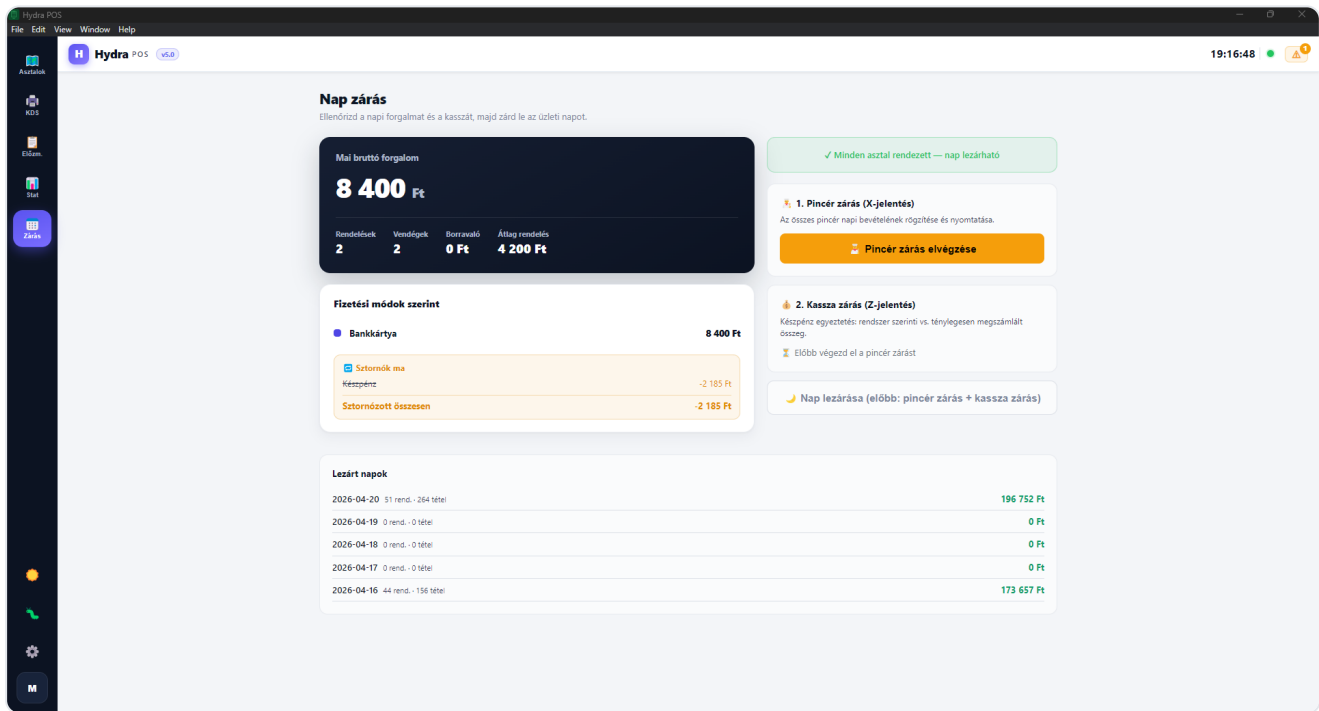 Hydra POS
File Edit View Window Help
H Hydra POS v5.0
19:16:48
1
Asztalok
KDS
Előzm.
Stat
Zárás
M
Nap zárás
Ellenőrizd a napi forgalmat és a kasszát, majd zárd le az üzleti napot.
Mai bruttó forgalom
8 400 Ft
Rendelések Vendégek Borravaló Átlag rendelés
2 2 0 Ft 4 200 Ft
Fizetési módok szerint
Bankkártya 8 400 Ft
Sztornók ma
Készpénz -2 185 Ft
Sztornózott összesen -2 185 Ft
✓ Minden asztal rendezett — nap lezárható
1. Pincér zárás (X-jelentés)
Az összes pincér napi bevételének rögzítése és nyomtatása.
Pincér zárás elvégzése
2. Kassza zárás (Z-jelentés)
Készpénz egyeztetés: rendszer szerinti vs. ténylegesen megszámlált
összeg.
Előbb végezd el a pincér zárást
Nap lezárása (előbb: pincér zárás + kassza zárás)
Lezárt napok
2026-04-20 51 rend. · 264 tétel 196 752 Ft
2026-04-19 0 rend. · 0 tétel 0 Ft
2026-04-18 0 rend. · 0 tétel 0 Ft
2026-04-17 0 rend. · 0 tétel 0 Ft
2026-04-16 44 rend. · 156 tétel 173 657 Ft